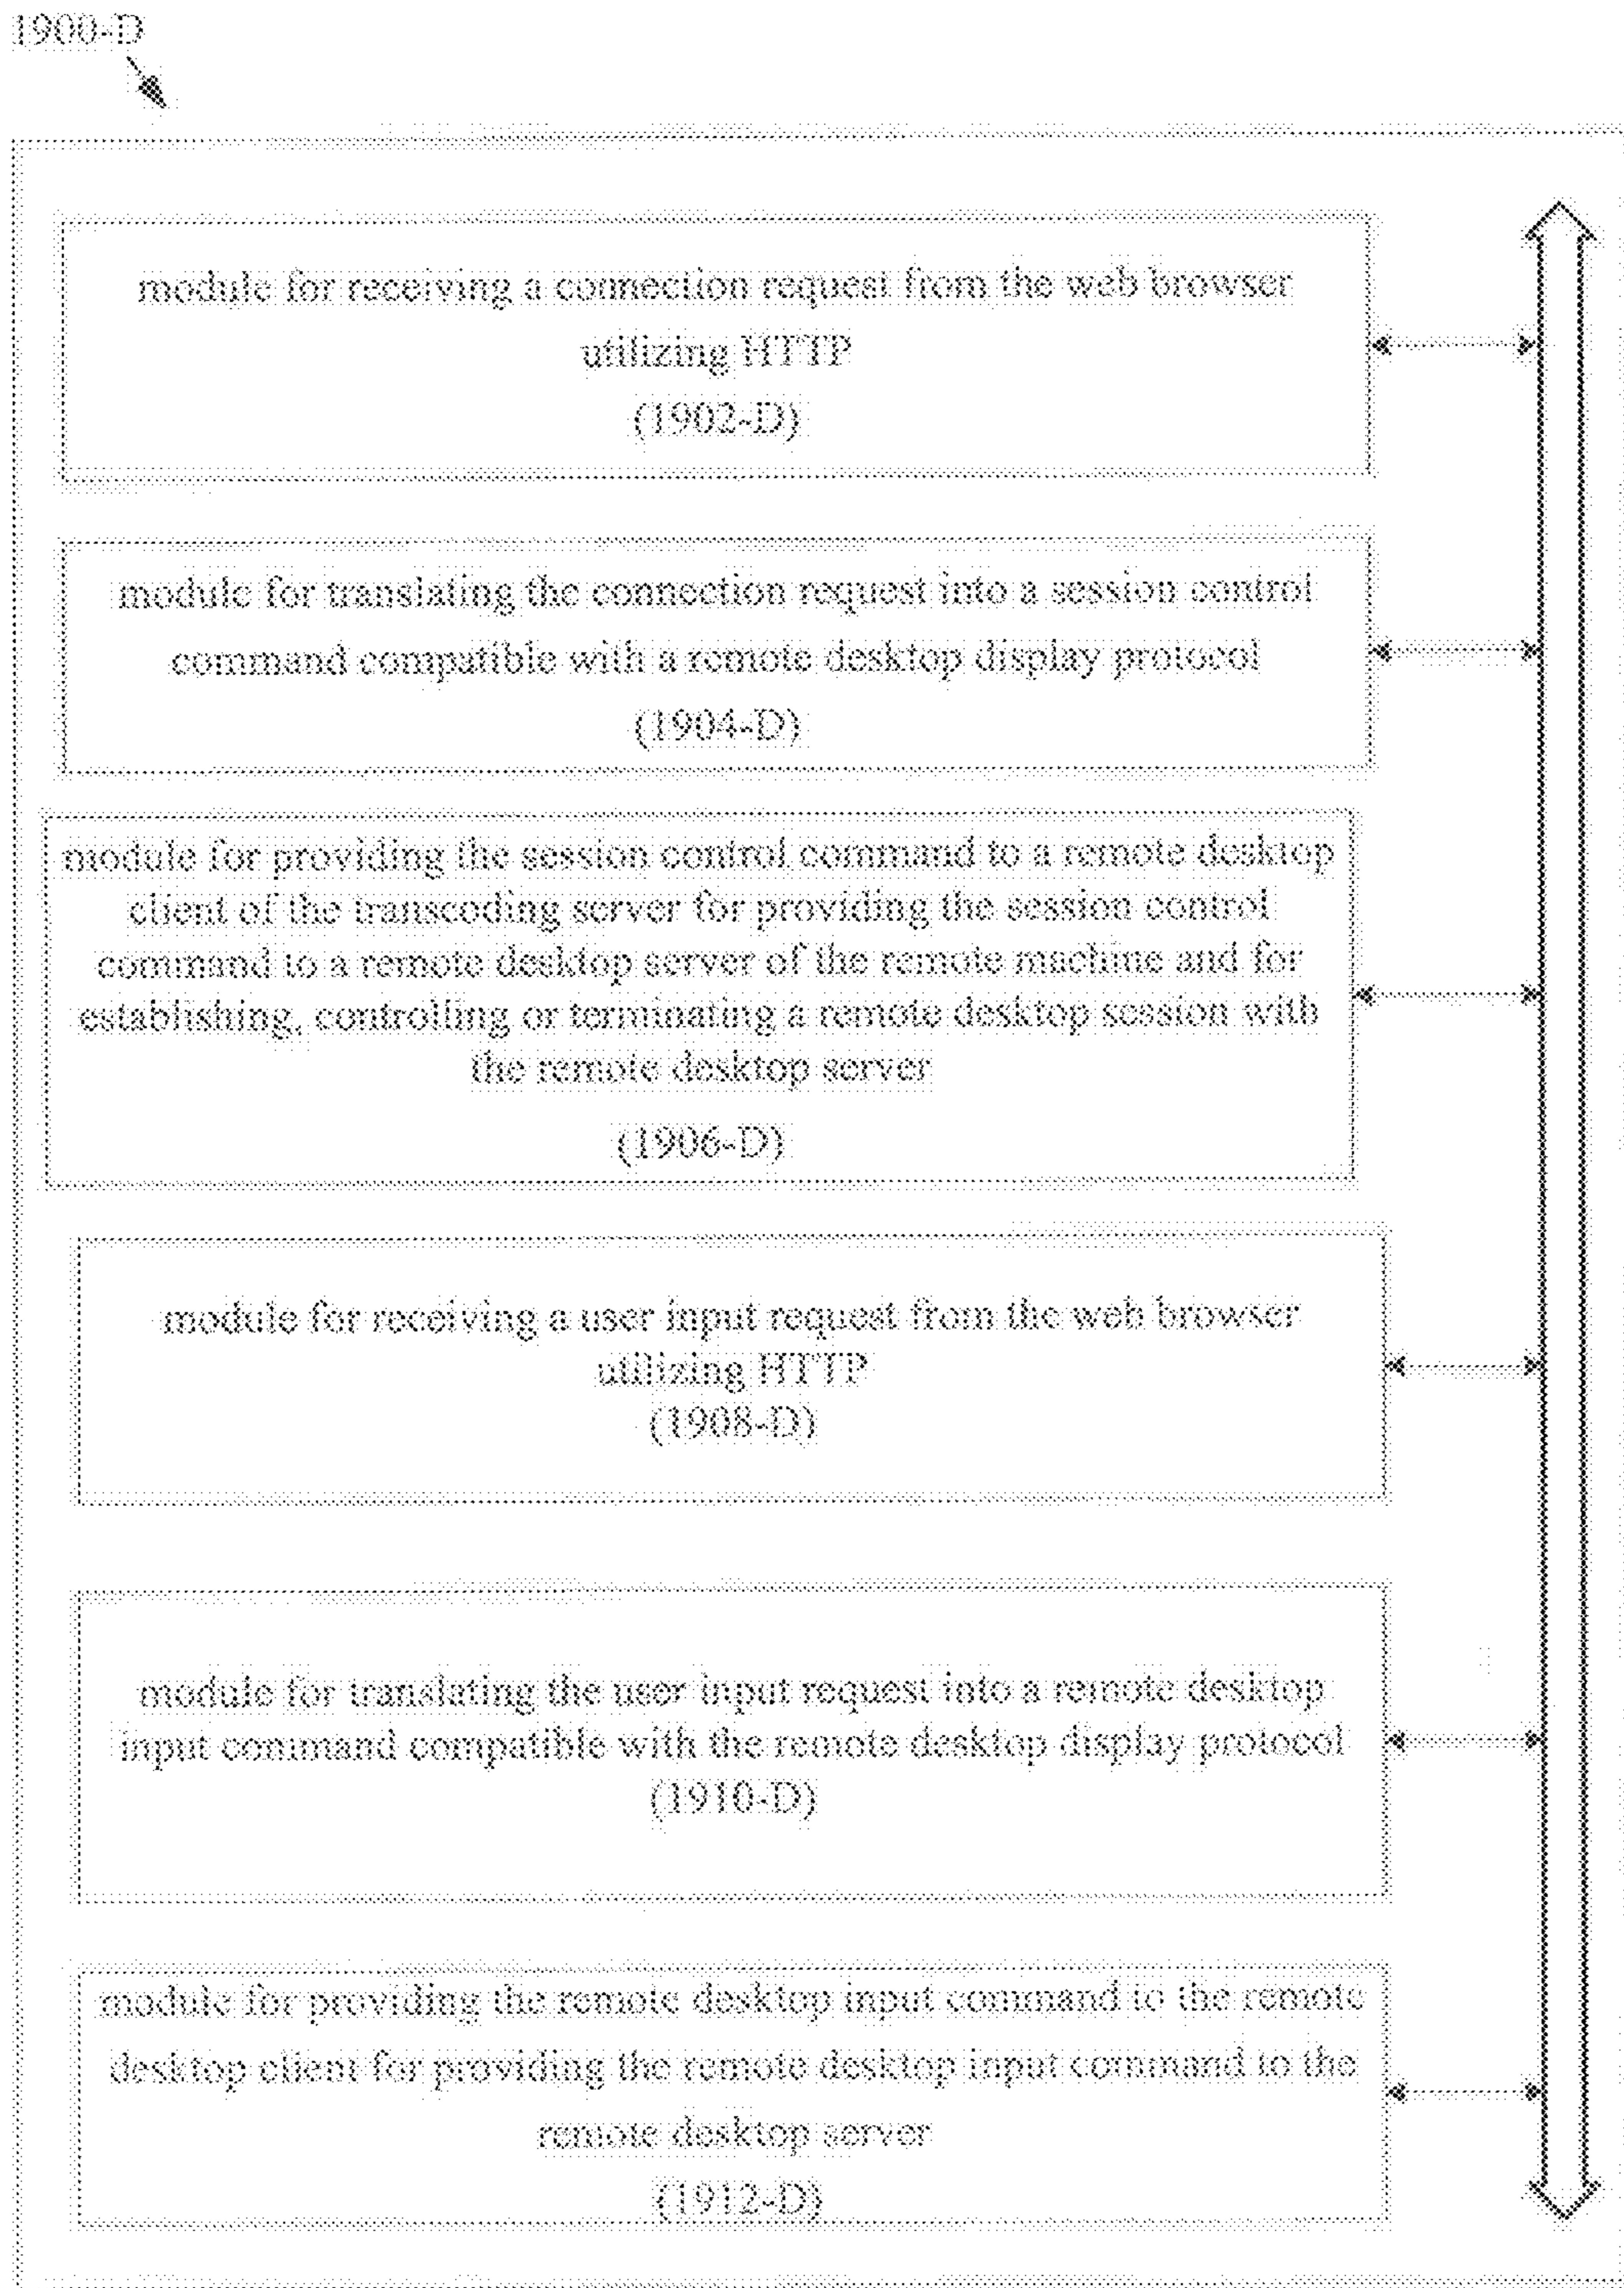 1900-D
module for receiving a connection request from the web browser
utilizing HTTP
(1902-D)
module for translating the connection request into a session control
command compatible with a remote desktop display protocol
(1904-D)
module for providing the session control command to a remote desktop
client of the transcoding server for providing the session control
command to a remote desktop server of the remote machine and for
establishing, controlling or terminating a remote desktop session with
the remote desktop server
(1906-D)
module for receiving a user input request from the web browser
utilizing HTTP
(1908-D)
module for translating the user input request into a remote desktop
input command compatible with the remote desktop display protocol
(1910-D)
module for providing the remote desktop input command to the remote
desktop client for providing the remote desktop input command to the
remote desktop server
(1912-D)